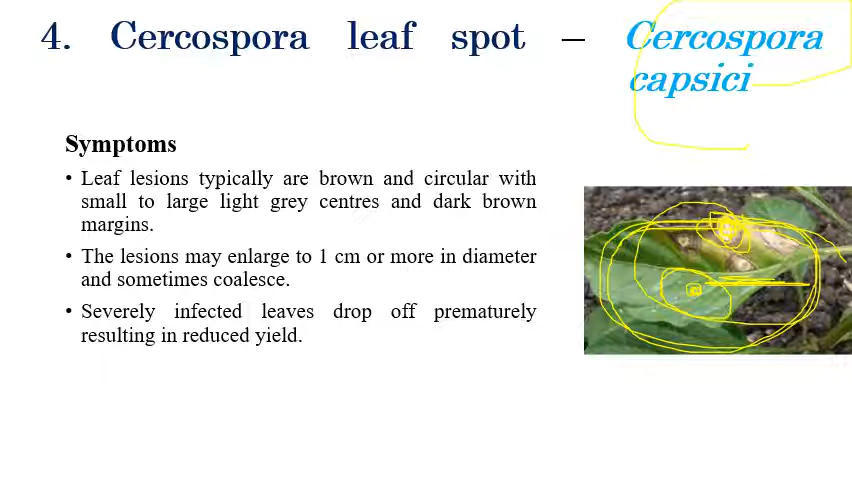 4. Cercospora leaf spot – Cercospora
capsici
Symptoms
• Leaf lesions typically are brown and circular with
small to large light grey centres and dark brown
margins.
• The lesions may enlarge to 1 cm or more in diameter
and sometimes coalesce.
• Severely infected leaves drop off prematurely
resulting in reduced yield.